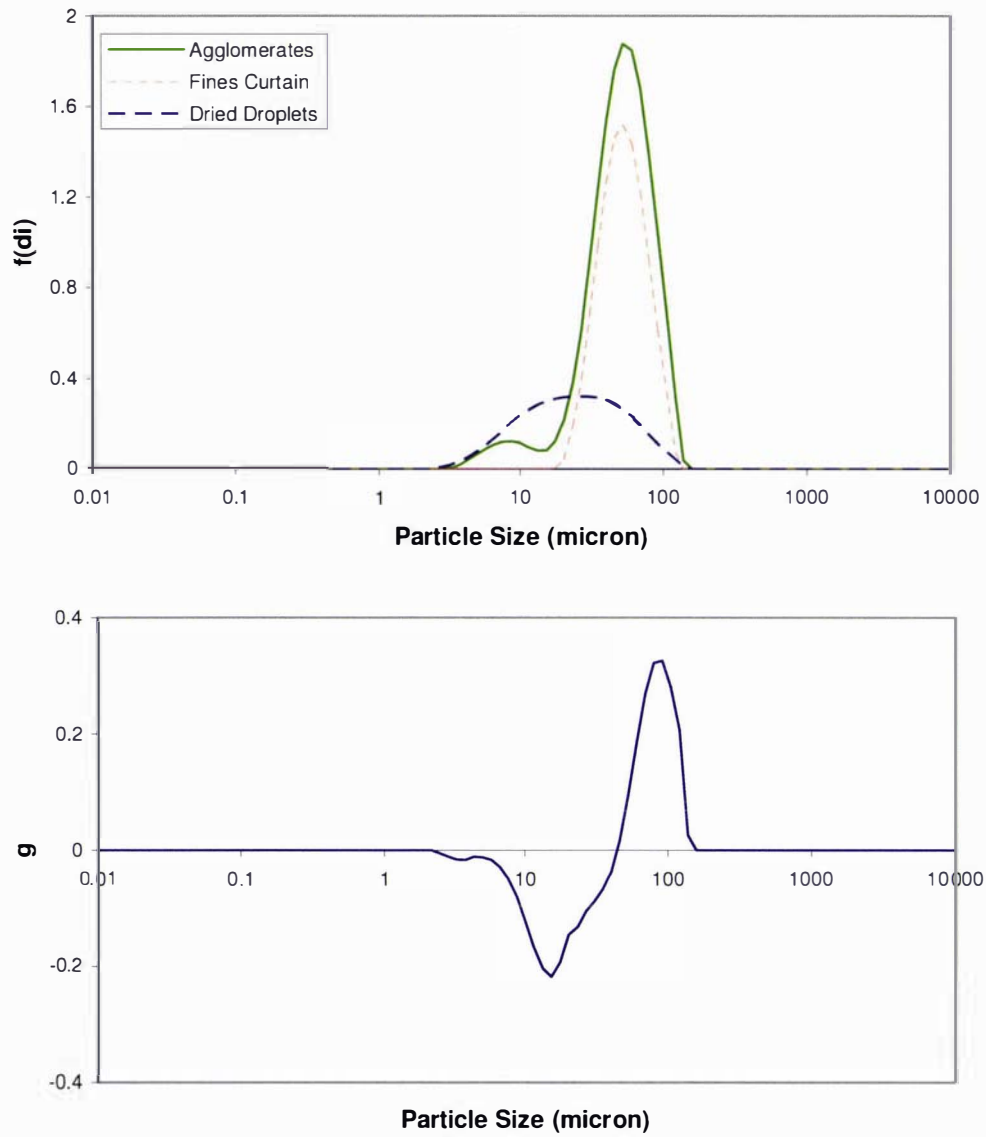 2
1.6
1.2
0.8
0.4
0
f(di)
Agglomerates
Fines Curtain
Dried Droplets
0.01 0.1 1 10 100 1000 10000
Particle Size (micron)
0.4
0.2
0
-0.2
-0.4
g
0.01 0.1 1 10 100 1000 10000
Particle Size (micron)